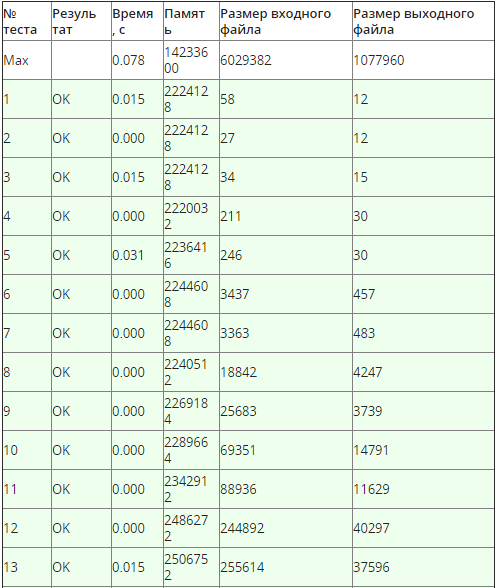 № Резуль Время Памят Размер входного Размер выходного
теста тат , с ь файла файла
Max 0.078 14233600 6029382 1077960
1 OK 0.015 2224128 58 12
2 OK 0.000 2224128 27 12
3 OK 0.015 2224128 34 15
4 OK 0.000 2220032 211 30
5 OK 0.031 2236416 246 30
6 OK 0.000 2244608 3437 457
7 OK 0.000 2244608 3363 483
8 OK 0.000 2240512 18842 4247
9 OK 0.000 2269184 25683 3739
10 OK 0.000 2289664 69351 14791
11 OK 0.000 2342912 88936 11629
12 OK 0.000 2486272 244892 40297
13 OK 0.015 2506752 255614 37596